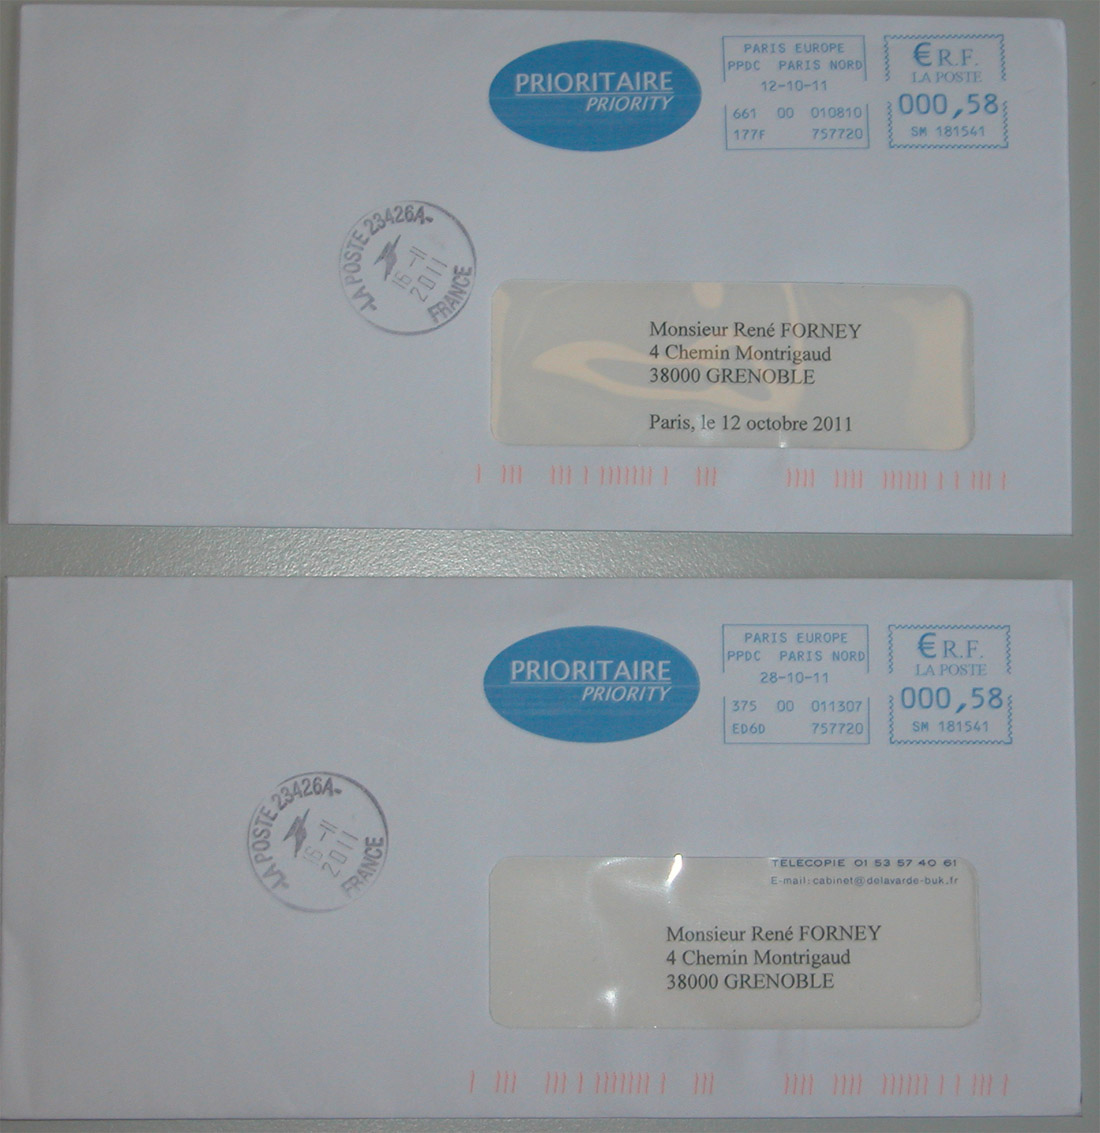 PRIORITAIRE
PRIORITY
PARIS EUROPE
PPDC PARIS NORD
12-10-11
661 00 010810
177F 757720
€ R.F.
LA POSTE
000,58
SM 181541
LA POSTE 23426A-
16-11
2011
FRANCE
Monsieur René FORNEY
4 Chemin Montrigaud
38000 GRENOBLE
Paris, le 12 octobre 2011
PRIORITAIRE
PRIORITY
PARIS EUROPE
PPDC PARIS NORD
28-10-11
375 00 011307
ED6D 757720
€ R.F.
LA POSTE
000,58
SM 181541
LA POSTE 23426A-
16-11
2011
FRANCE
TELECOPIE 01 53 57 40 61
E-mail: cabinet@delavarde-buk.fr
Monsieur René FORNEY
4 Chemin Montrigaud
38000 GRENOBLE